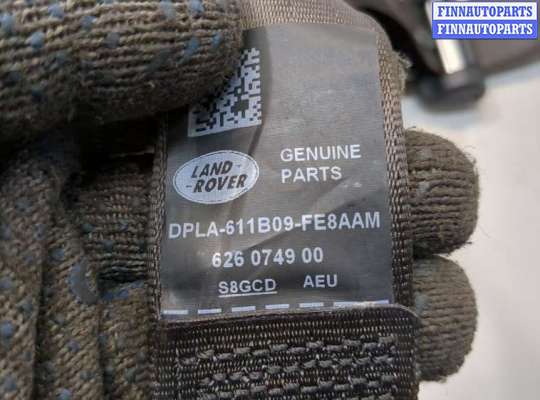 FINNAUTOPARTS
FINNAUTOPARTS
LAND-
ROVER
GENUINE
PARTS
DPLA-611B09-FE8AAM
626 0749 00
S8GCD AEU